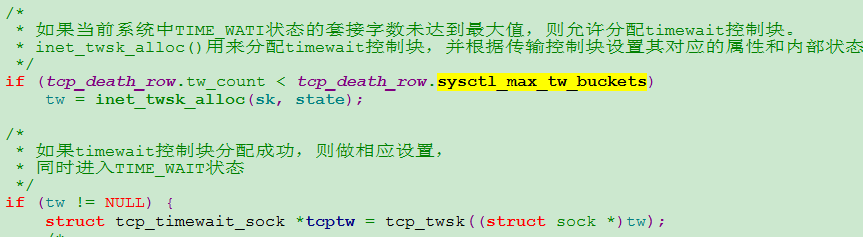 /*
* 如果当前系统中TIME_WATI状态的套接字数未达到最大值，则允许分配timewait控制块。
* inet_twsk_alloc()用来分配timewait控制块，并根据传输控制块设置其对应的属性和内部状态
*/
if (tcp_death_row.tw_count < tcp_death_row.sysctl_max_tw_buckets)
tw = inet_twsk_alloc(sk, state);
/*
* 如果timewait控制块分配成功，则做相应设置，
* 同时进入TIME_WAIT状态
*/
if (tw != NULL) {
struct tcp_timewait_sock *tcptw = tcp_twsk((struct sock *)tw);
/*